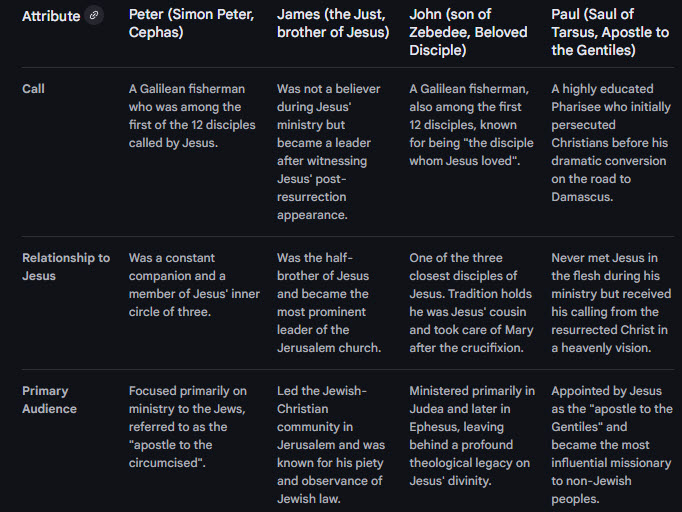 Attribute
Peter (Simon Peter,
Cephas)
James (the Just,
brother of Jesus)
John (son of
Zebedee, Beloved
Disciple)
Paul (Saul of
Tarsus, Apostle to
the Gentiles)
Call
A Galilean fisherman
who was among the
first of the 12 disciples
called by Jesus.
Was not a believer
during Jesus'
ministry but
became a leader
after witnessing
Jesus' post-
resurrection
appearance.
A Galilean fisherman,
also among the first
12 disciples, known
for being "the disciple
whom Jesus loved".
A highly educated
Pharisee who initially
persecuted
Christians before his
dramatic conversion
on the road to
Damascus.
Relationship to
Jesus
Was a constant
companion and a
member of Jesus' inner
circle of three.
Was the half-
brother of Jesus
and became the
most prominent
leader of the
Jerusalem church.
One of the three
closest disciples of
Jesus. Tradition holds
he was Jesus' cousin
and took care of Mary
after the crucifixion.
Never met Jesus in
the flesh during his
ministry but received
his calling from the
resurrected Christ in
a heavenly vision.
Primary
Audience
Focused primarily on
ministry to the Jews,
referred to as the
"apostle to the
circumcised".
Led the Jewish-
Christian
community in
Jerusalem and was
known for his piety
and observance of
Jewish law.
Ministered primarily in
Judea and later in
Ephesus, leaving
behind a profound
theological legacy on
Jesus' divinity.
Appointed by Jesus
as the "apostle to the
Gentiles" and
became the most
influential missionary
to non-Jewish
peoples.